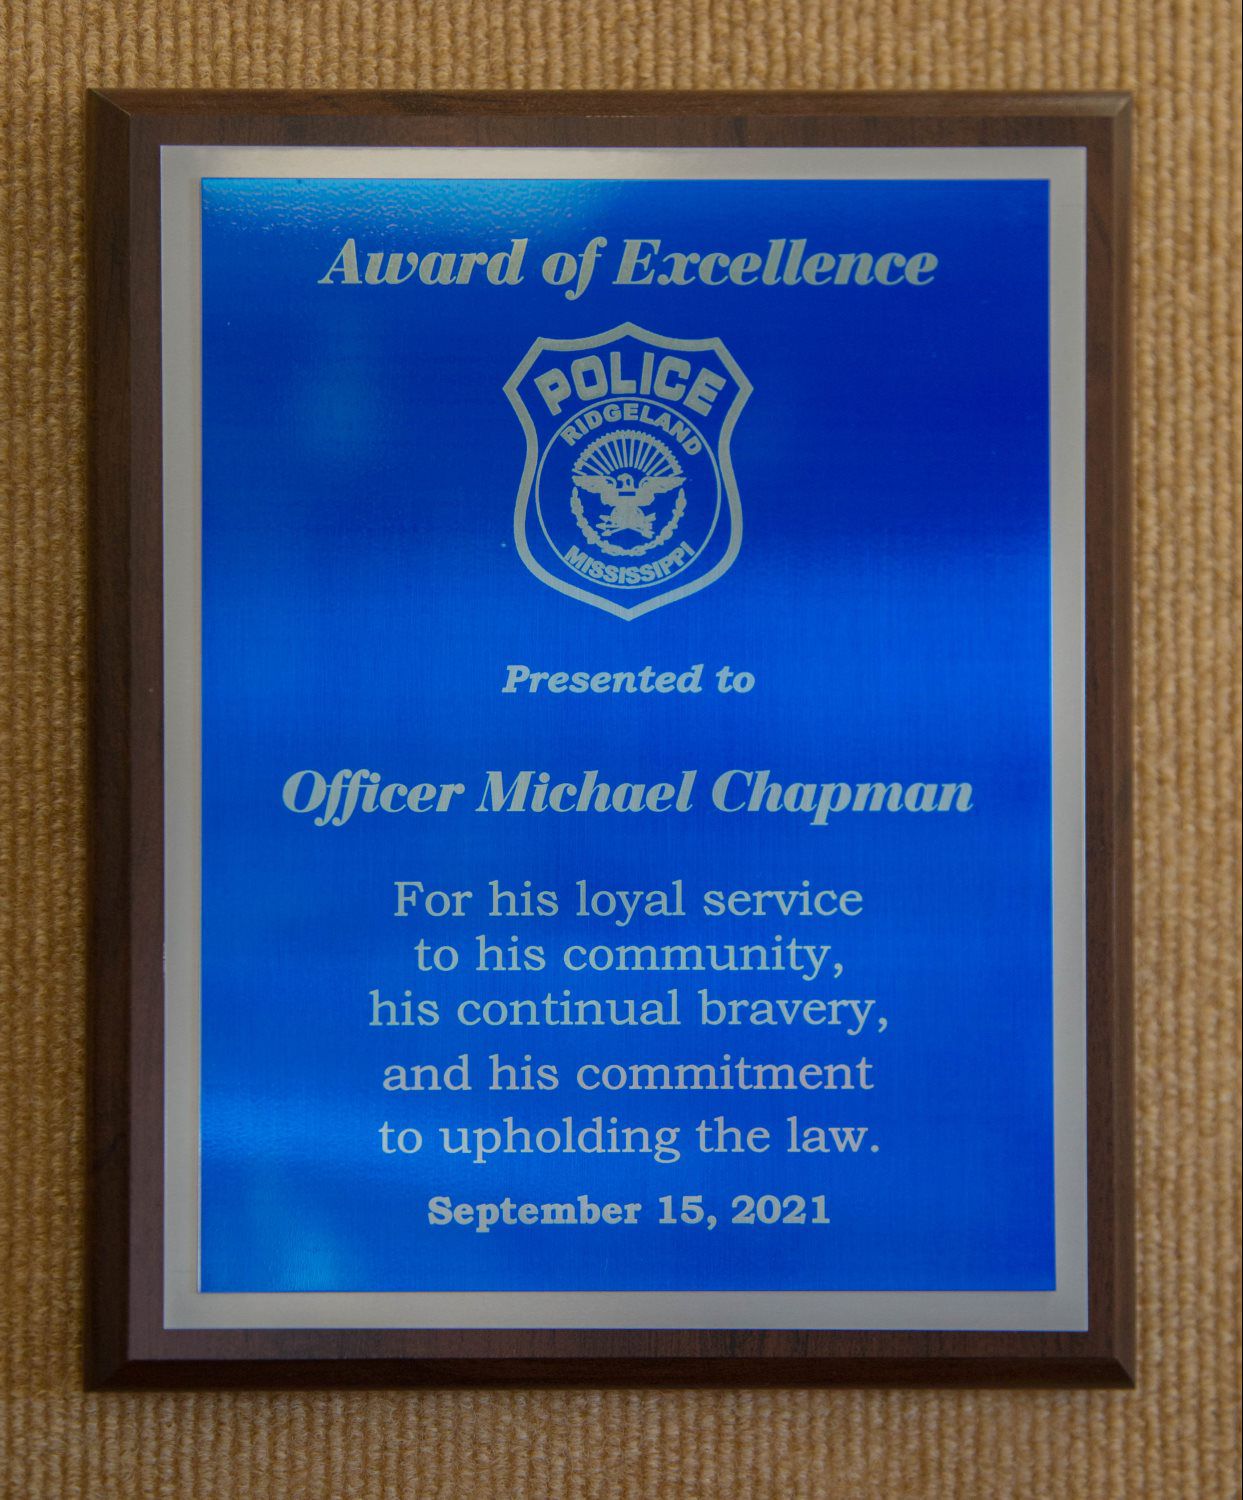 Award of Excellence
POLICE
RIDGELAND
MISSISSIPPI
Presented to
Officer Michael Chapman
For his loyal service
to his community,
his continual bravery,
and his commitment
to upholding the law.
September 15, 2021